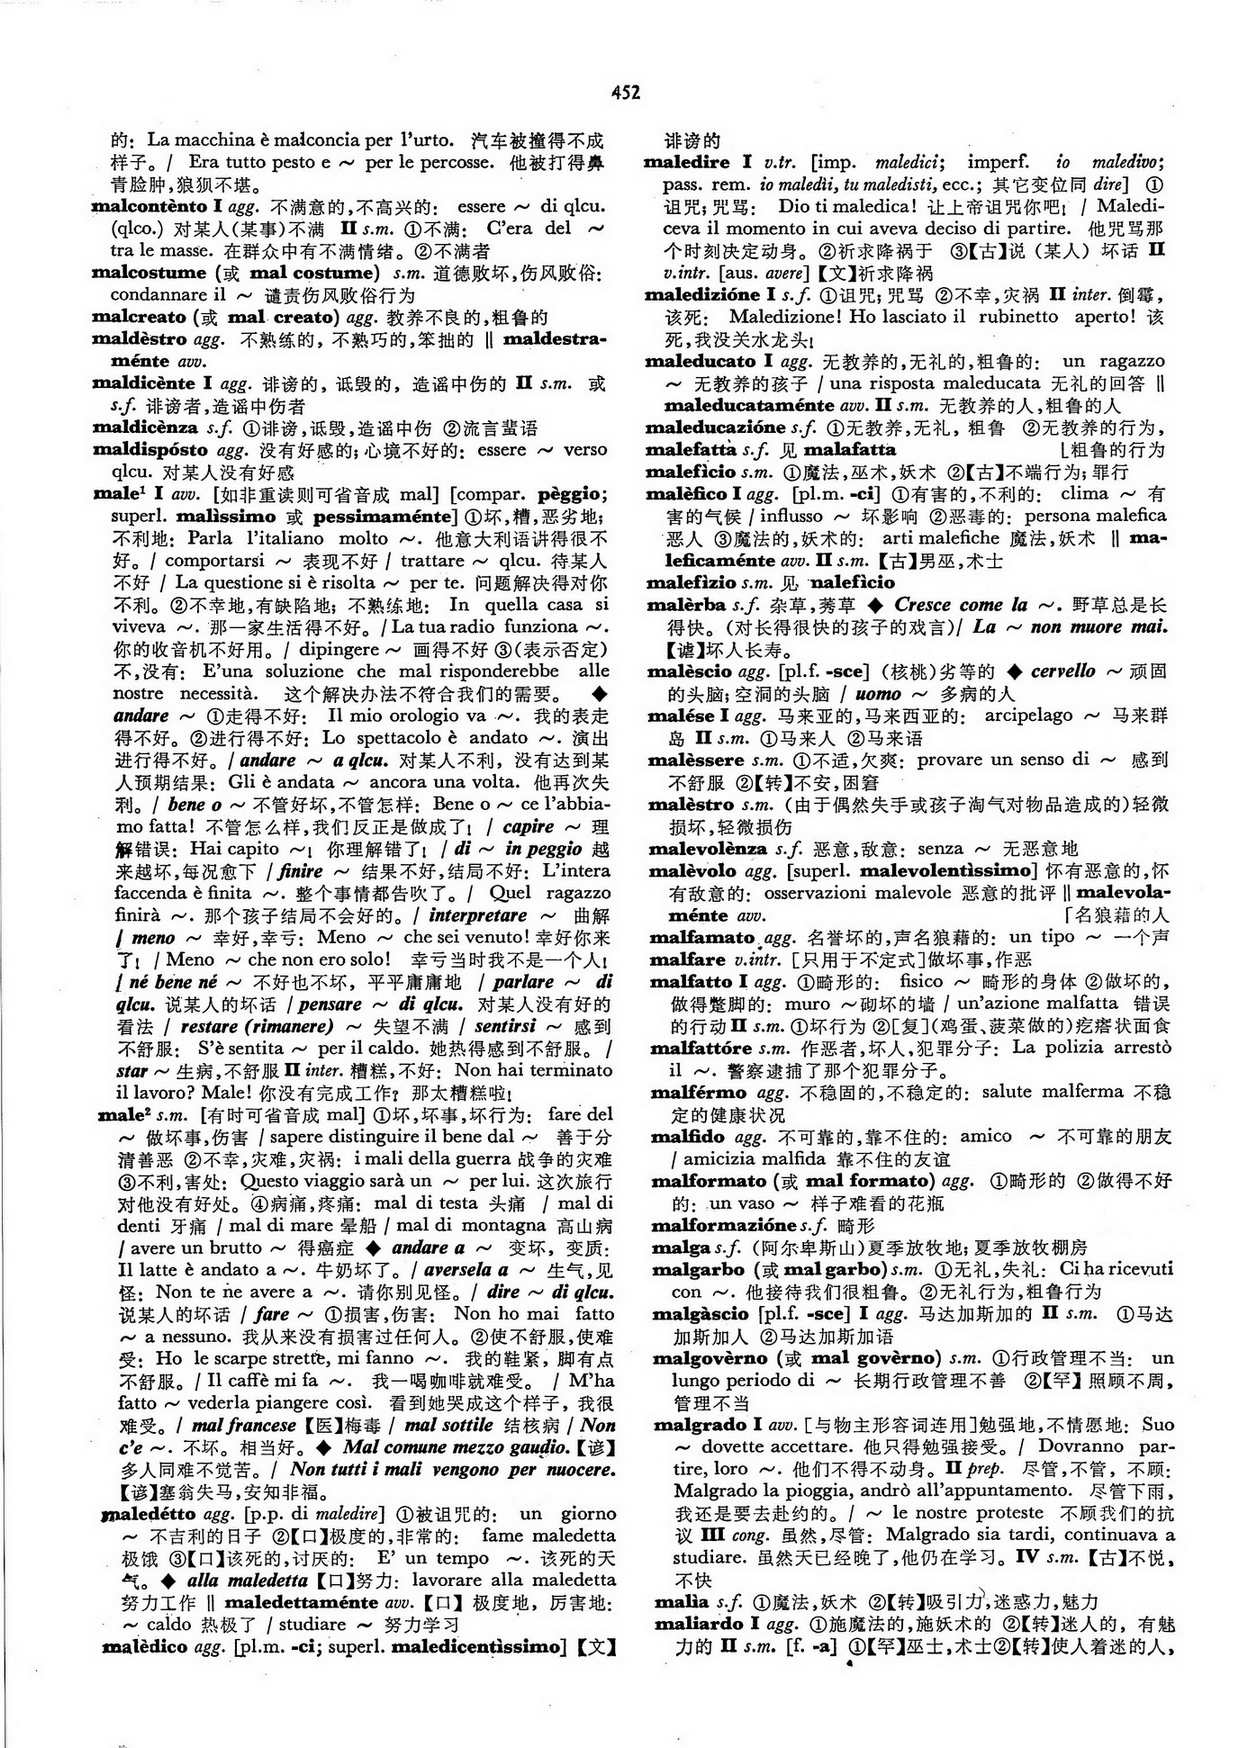 452
的: La macchina è malconcia per l'urto. 汽车被撞得不成
样子。/ Era tutto pesto e ～ per le percosse. 他被打得鼻
青脸肿,狼狈不堪。
malcontènto I agg. 不满意的,不高兴的: essere ～ di qlcu.
(qlco.) 对某人(某事)不满 II s.m. ①不满: C'era del ～
tra le masse. 在群众中有不满情绪。②不满者
malcostume (或 mal costume) s.m. 道德败坏,伤风败俗:
condannare il ～ 谴责伤风败俗行为
malcreato (或 mal creato) agg. 教养不良的,粗鲁的
maldèstro agg. 不熟练的, 不熟巧的,笨拙的 ‖ maldestra-
ménte avv.
maldicènte I agg. 诽谤的, 诋毁的, 造谣中伤的 II s.m. 或
s.f. 诽谤者,造谣中伤者
maldicènza s.f. ①诽谤,诋毁,造谣中伤 ②流言蜚语
maldispósto agg. 没有好感的; 心境不好的: essere ～ verso
qlcu. 对某人没有好感
male¹ I avv. [如非重读则可省音成 mal] [compar. pèggio;
superl. malìssimo 或 pessimaménte] ①坏,糟,恶劣地;
不利地: Parla l'italiano molto ～. 他意大利语讲得很不
好。/ comportarsi ～ 表现不好 / trattare ～ qlcu. 待某人
不好 / La questione si è risolta ～ per te. 问题解决得对你
不利。②不幸地,有缺陷地; 不熟练地: In quella casa si
viveva ～. 那一家生活得不好。/ La tua radio funziona ～.
你的收音机不好用。/ dipingere ～ 画得不好 ③(表示否定)
不,没有: E'una soluzione che mal risponderebbe alle
nostre necessità. 这个解决办法不符合我们的需要。 ◆
andare ～ ①走得不好: Il mio orologio va ～. 我的表走
得不好。②进行得不好: Lo spettacolo è andato ～. 演出
进行得不好。/ andare ～ a qlcu. 对某人不利, 没有达到某
人预期结果: Gli è andata ～ ancora una volta. 他再次失
利。/ bene o ～ 不管好坏,不管怎样: Bene o ～ ce l'abbia-
mo fatta! 不管怎么样,我们反正是做成了! / capire ～ 理
解错误: Hai capito ～! 你理解错了! / di ～ in peggio 越
来越坏,每况愈下 / finire ～ 结果不好,结局不好: L'intera
faccenda è finita ～. 整个事情都告吹了。/ Quel ragazzo
finirà ～. 那个孩子结局不会好的。/ interpretare ～ 曲解
/ meno ～ 幸好,幸亏: Meno ～ che sei venuto! 幸好你来
了! / Meno ～ che non ero solo! 幸亏当时我不是一个人!
/ né bene né ～ 不好也不坏, 平平庸庸地 / parlare ～ di
qlcu. 说某人的坏话 / pensare ～ di qlcu. 对某人没有好的
看法 / restare (rimanere) ～ 失望不满 / sentirsi ～ 感到
不舒服: S'è sentita ～ per il caldo. 她热得感到不舒服。/
star ～ 生病,不舒服 II inter. 糟糕,不好: Non hai terminato
il lavoro? Male! 你没有完成工作? 那太糟糕啦!
male² s.m. [有时可省音成 mal] ①坏,坏事,坏行为: fare del
～ 做坏事,伤害 / sapere distinguire il bene dal ～ 善于分
清善恶 ②不幸,灾难,灾祸: i mali della guerra 战争的灾难
③不利,害处: Questo viaggio sarà un ～ per lui. 这次旅行
对他没有好处。④病痛,疼痛: mal di testa 头痛 / mal di
denti 牙痛 / mal di mare 晕船 / mal di montagna 高山病
/ avere un brutto ～ 得癌症 ◆ andare a ～ 变坏, 变质:
Il latte è andato a ～. 牛奶坏了。/ aversela a ～ 生气,见
怪: Non te ne avere a ～. 请你别见怪。/ dire ～ di qlcu.
说某人的坏话 / fare ～ ①损害,伤害: Non ho mai fatto
～ a nessuno. 我从来没有损害过任何人。②使不舒服,使难
受: Ho le scarpe strette, mi fanno ～. 我的鞋紧, 脚有点
不舒服。/ Il caffè mi fa ～. 我一喝咖啡就难受。 / M'ha
fatto ～ vederla piangere così. 看到她哭成这个样子, 我很
难受。/ mal francese 【医】梅毒 / mal sottile 结核病 / Non
c'e ～. 不坏。相当好。◆ Mal comune mezzo gaudio.【谚】
多人同难不觉苦。/ Non tutti i mali vengono per nuocere.
【谚】塞翁失马,安知非福。
maledétto agg. [p.p. di maledire] ①被诅咒的: un giorno
～ 不吉利的日子 ②【口】极度的,非常的: fame maledetta
极饿 ③【口】该死的,讨厌的: E' un tempo ～. 该死的天
气。◆ alla maledetta 【口】努力: lavorare alla maledetta
努力工作 ‖ maledettaménte avv.【口】极度地, 厉害地:
～ caldo 热极了 / studiare ～ 努力学习
malèdico agg. [pl.m. -ci; superl. maledicentìssimo] 【文】
诽谤的
maledire I v.tr. [imp. maledici; imperf. io maledivo;
pass. rem. io maledìi, tu maledisti, ecc.; 其它变位同 dire] ①
诅咒; 咒骂: Dio ti maledica! 让上帝诅咒你吧! / Maledi-
ceva il momento in cui aveva deciso di partire. 他咒骂那
个时刻决定动身。②祈求降祸于 ③【古】说 (某人) 坏话 II
v.intr. [aus. avere]【文】祈求降祸
maledizióne I s.f. ①诅咒; 咒骂 ②不幸,灾祸 II inter. 倒霉,
该死: Maledizione! Ho lasciato il rubinetto aperto! 该
死,我没关水龙头!
maleducato I agg. 无教养的,无礼的,粗鲁的: un ragazzo
～ 无教养的孩子 / una risposta maleducata 无礼的回答 ‖
maleducataménte avv. II s.m. 无教养的人,粗鲁的人
maleducazióne s.f. ①无教养,无礼, 粗鲁 ②无教养的行为,
malefatta s.f. 见 malafatta ⌊粗鲁的行为
malefìcio s.m. ①魔法,巫术,妖术 ②【古】不端行为; 罪行
malèfico I agg. [pl.m. -ci] ①有害的,不利的: clima ～ 有
害的气候 / influsso ～ 坏影响 ②恶毒的: persona malefica
恶人 ③魔法的,妖术的: arti malefiche 魔法,妖术 ‖ ma-
leficaménte avv. II s.m.【古】男巫,术士
malefìzio s.m. 见 malefìcio
malèrba s.f. 杂草,莠草 ◆ Cresce come la ～. 野草总是长
得快。(对长得很快的孩子的戏言)/ La ～ non muore mai.
【谑】坏人长寿。
malèscio agg. [pl.f. -sce] (核桃)劣等的 ◆ cervello ～ 顽固
的头脑; 空洞的头脑 / uomo ～ 多病的人
malése I agg. 马来亚的,马来西亚的: arcipelago ～ 马来群
岛 II s.m. ①马来人 ②马来语
malèssere s.m. ①不适,欠爽: provare un senso di ～ 感到
不舒服 ②【转】不安,困窘
malèstro s.m. (由于偶然失手或孩子淘气对物品造成的)轻微
损坏,轻微损伤
malevolènza s.f. 恶意,敌意: senza ～ 无恶意地
malèvolo agg. [superl. malevolentìssimo] 怀有恶意的,怀
有敌意的: osservazioni malevole 恶意的批评 ‖ malevola-
ménte avv. ⌈名狼藉的人
malfamato agg. 名誉坏的,声名狼藉的: un tipo ～ 一个声
malfare v.intr. [只用于不定式]做坏事,作恶
malfatto I agg. ①畸形的: fisico ～ 畸形的身体 ②做坏的,
做得蹩脚的: muro ～砌坏的墙 / un'azione malfatta 错误
的行动 II s.m. ①坏行为 ②[复](鸡蛋、菠菜做的)疙瘩状面食
malfattóre s.m. 作恶者,坏人,犯罪分子: La polizia arrestò
il ～. 警察逮捕了那个犯罪分子。
malférmo agg. 不稳固的,不稳定的: salute malferma 不稳
定的健康状况
malfido agg. 不可靠的,靠不住的: amico ～ 不可靠的朋友
/ amicizia malfida 靠不住的友谊
malformato (或 mal formato) agg. ①畸形的 ②做得不好
的: un vaso ～ 样子难看的花瓶
malformazióne s.f. 畸形
malga s.f. (阿尔卑斯山)夏季放牧地; 夏季放牧棚房
malgarbo (或 mal garbo) s.m. ①无礼,失礼: Ci ha ricevuti
con ～. 他接待我们很粗鲁。②无礼行为,粗鲁行为
malgàscio [pl.f. -sce] I agg. 马达加斯加的 II s.m. ①马达
加斯加人 ②马达加斯加语
malgovèrno (或 mal govèrno) s.m. ①行政管理不当: un
lungo periodo di ～ 长期行政管理不善 ②【罕】照顾不周,
管理不当
malgrado I avv. [与物主形容词连用]勉强地,不情愿地: Suo
～ dovette accettare. 他只得勉强接受。/ Dovranno par-
tire, loro ～. 他们不得不动身。II prep. 尽管,不管, 不顾:
Malgrado la pioggia, andrò all'appuntamento. 尽管下雨,
我还是要去赴约的。/ ～ le nostre proteste 不顾我们的抗
议 III cong. 虽然,尽管: Malgrado sia tardi, continuava a
studiare. 虽然天已经晚了,他仍在学习。IV s.m. 【古】不悦,
不快
malìa s.f. ①魔法,妖术 ②【转】吸引力,迷惑力,魅力
maliardo I agg. ①施魔法的,施妖术的 ②【转】迷人的, 有魅
力的 II s.m. [f. -a] ①【罕】巫士,术士②【转】使人着迷的人,